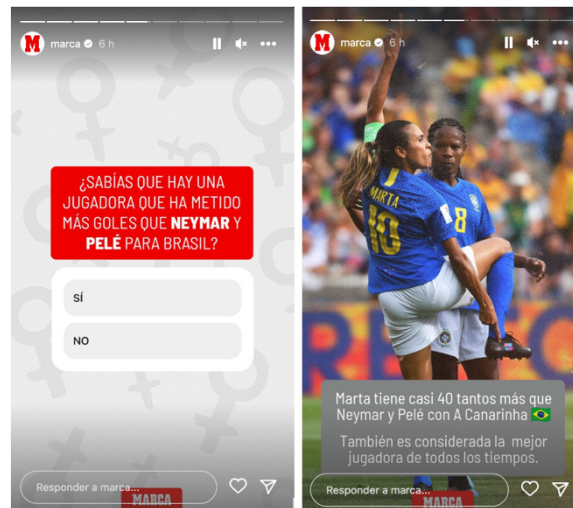 M marca 6 h
¿SABÍAS QUE HAY UNA
JUGADORA QUE HA METIDO
MÁS GOLES QUE NEYMAR Y
PELÉ PARA BRASIL?
SÍ
NO
Responder a marca...
MARCA
M marca 6 h
MARTA
10
8
Marta tiene casi 40 tantos más que
Neymar y Pelé con A Canarinha
También es considerada la mejor
jugadora de todos los tiempos.
Responder a marca...
MARCA